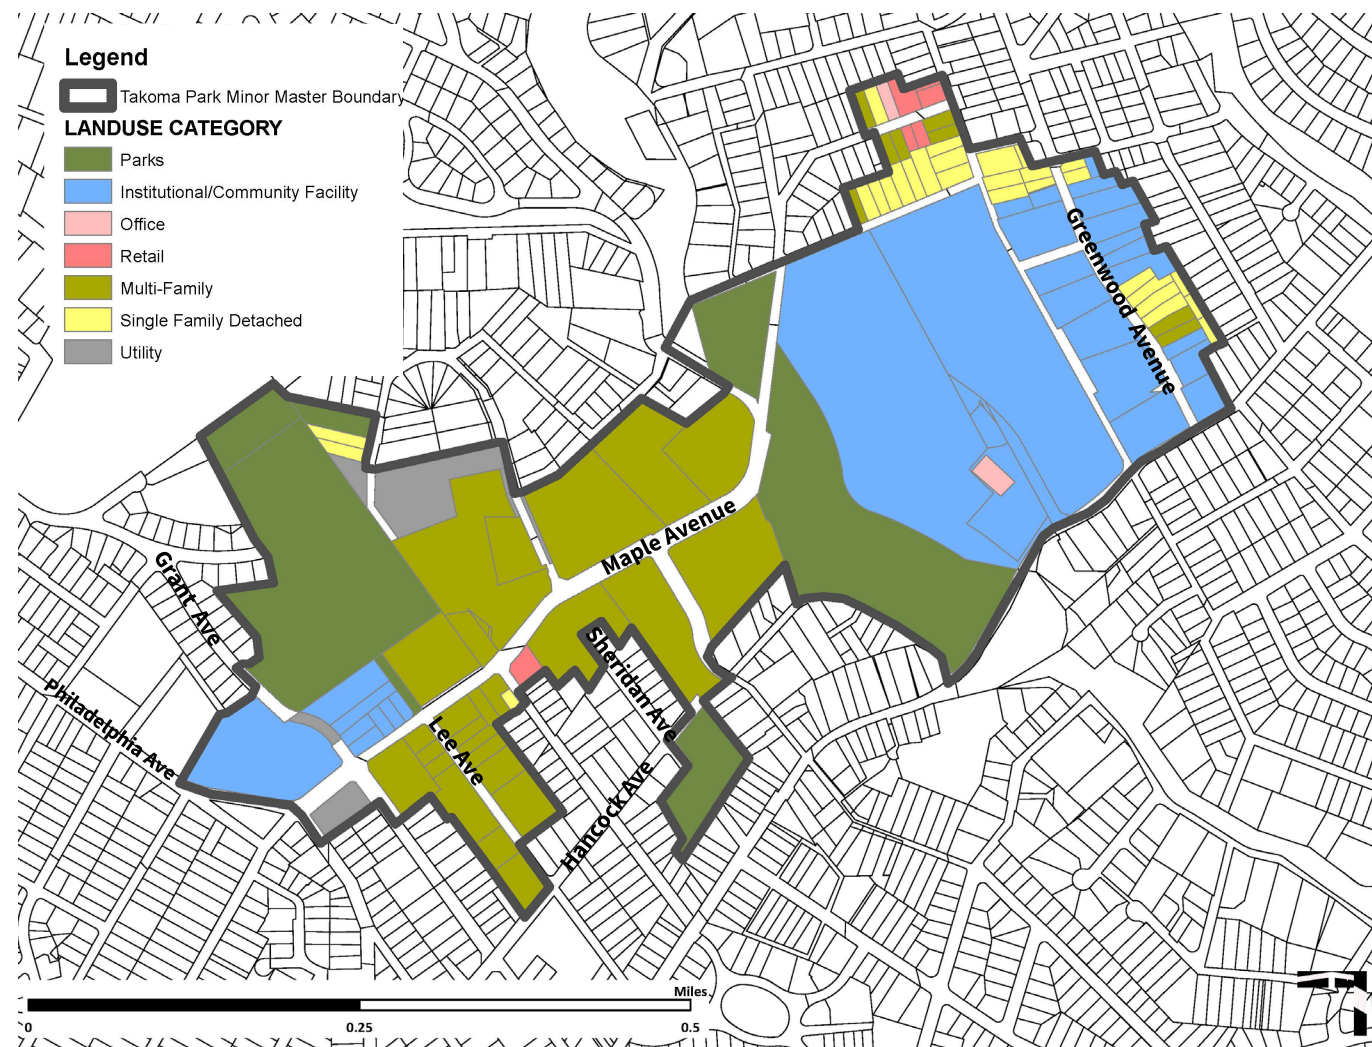 Legend
Takoma Park Minor Master Boundary
LANDUSE CATEGORY
Parks
Institutional/Community Facility
Office
Retail
Multi-Family
Single Family Detached
Utility
Greenwood Avenue
Maple Avenue
Grant Ave
Sheridan Ave
Philadelphia Ave
Lee Ave
Hancock Ave
Miles
0 0.25 0.5